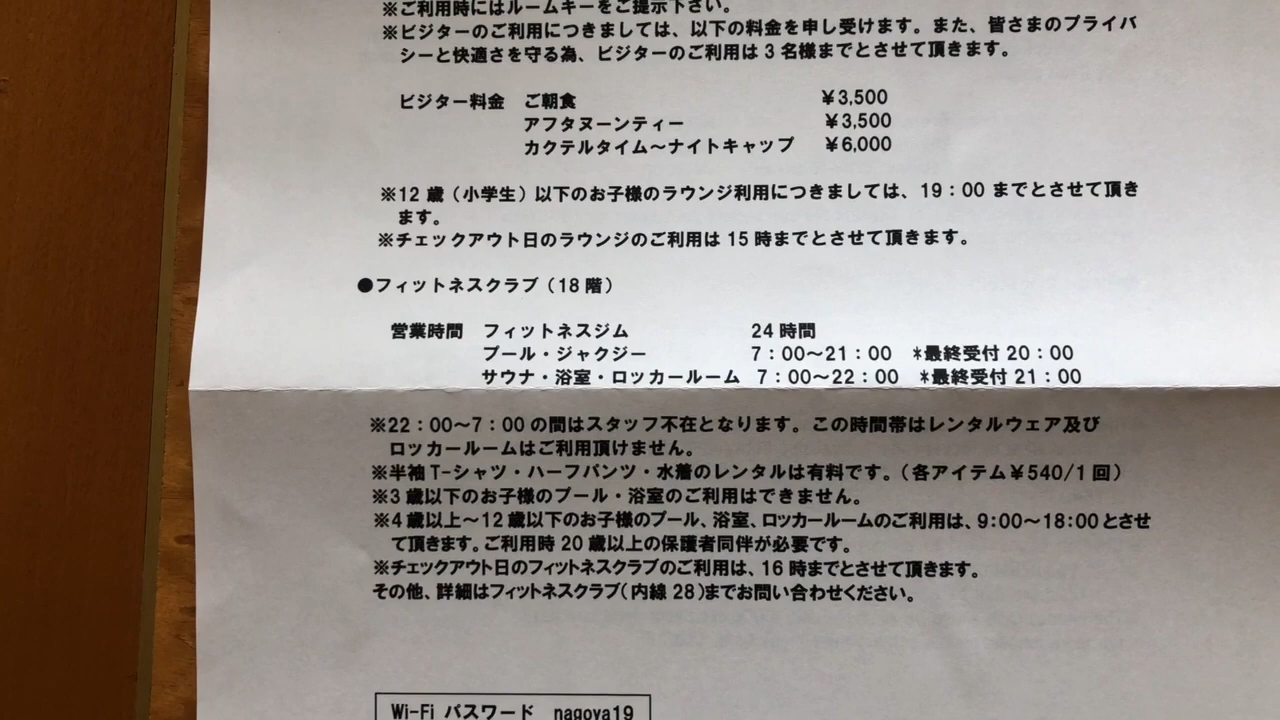 ※ご利用時にはルームキーをご提示下さい。
※ビジターのご利用につきましては、以下の料金を申し受けます。また、皆さまのプライバ
シーと快適さを守る為、ビジターのご利用は3名様までとさせて頂きます。
ビジター料金 ご朝食 ￥3,500
アフタヌーンティー ￥3,500
カクテルタイム～ナイトキャップ ￥6,000
※12歳（小学生）以下のお子様のラウンジ利用につきましては、19：00までとさせて頂き
ます。
※チェックアウト日のラウンジのご利用は15時までとさせて頂きます。
●フィットネスクラブ（18階）
営業時間 フィットネスジム 24時間
プール・ジャクジー 7：00～21：00 *最終受付20：00
サウナ・浴室・ロッカールーム 7：00～22：00 *最終受付21：00
※22：00～7：00の間はスタッフ不在となります。この時間帯はレンタルウェア及び
ロッカールームはご利用頂けません。
※半袖T-シャツ・ハーフパンツ・水着のレンタルは有料です。（各アイテム￥540/1回）
※3歳以下のお子様のプール・浴室のご利用はできません。
※4歳以上～12歳以下のお子様のプール、浴室、ロッカールームのご利用は、9:00～18:00とさせ
て頂きます。ご利用時20歳以上の保護者同伴が必要です。
※チェックアウト日のフィットネスクラブのご利用は、16時までとさせて頂きます。
その他、詳細はフィットネスクラブ（内線28）までお問い合わせください。
Wi-Fi パスワード nagoya19